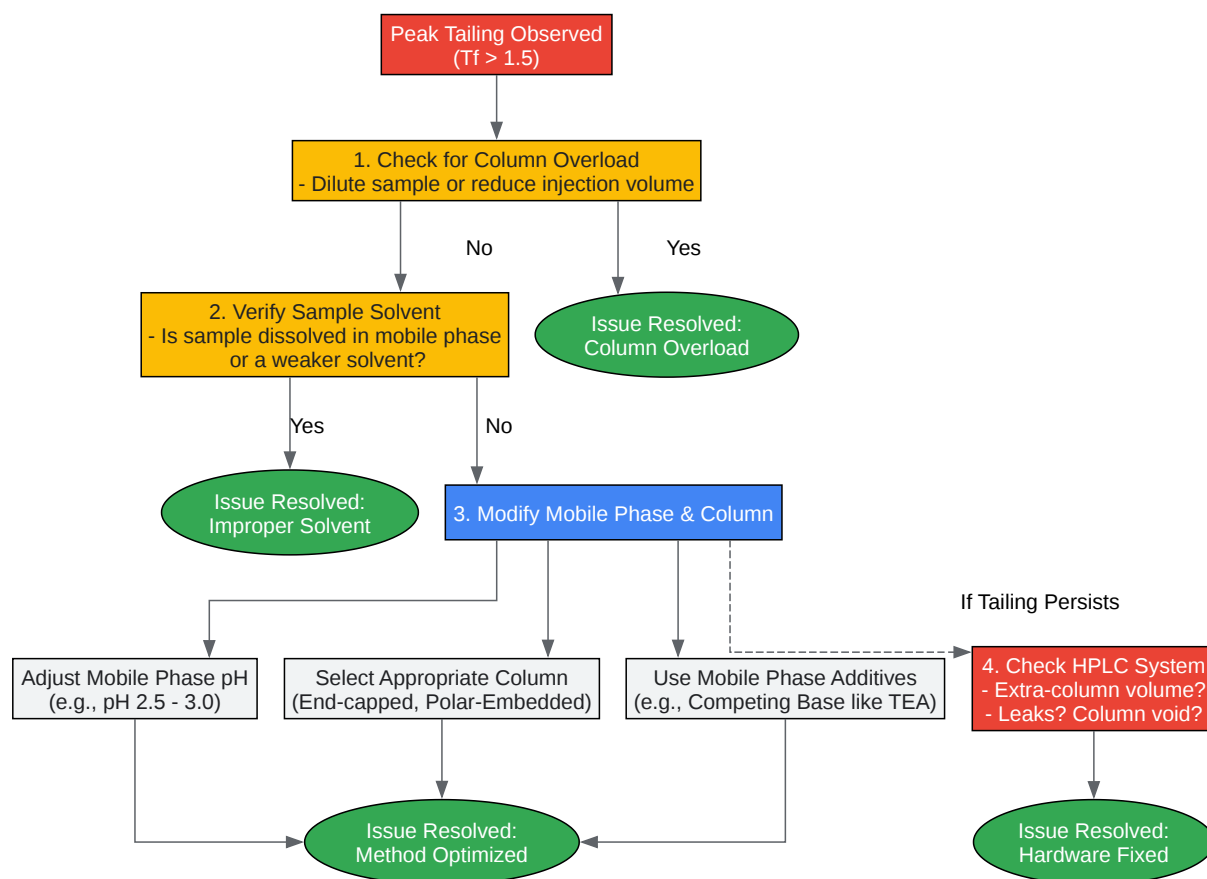 Peak Tailing Observed
(Tf > 1.5)
1. Check for Column Overload
- Dilute sample or reduce injection volume
No
Yes
2. Verify Sample Solvent
- Is sample dissolved in mobile phase
or a weaker solvent?
Issue Resolved:
Column Overload
Yes
No
Issue Resolved:
Improper Solvent
3. Modify Mobile Phase & Column
If Tailing Persists
Adjust Mobile Phase pH
(e.g., pH 2.5 - 3.0)
Select Appropriate Column
(End-capped, Polar-Embedded)
Use Mobile Phase Additives
(e.g., Competing Base like TEA)
4. Check HPLC System
- Extra-column volume?
- Leaks? Column void?
Issue Resolved:
Method Optimized
Issue Resolved:
Hardware Fixed